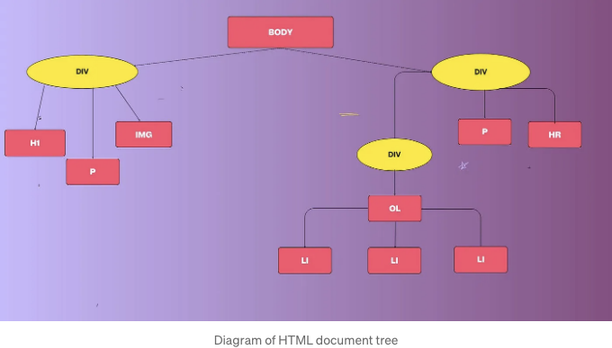 BODY
DIV
DIV
H1
P
IMG
P
HR
DIV
OL
LI
LI
LI
Diagram of HTML document tree